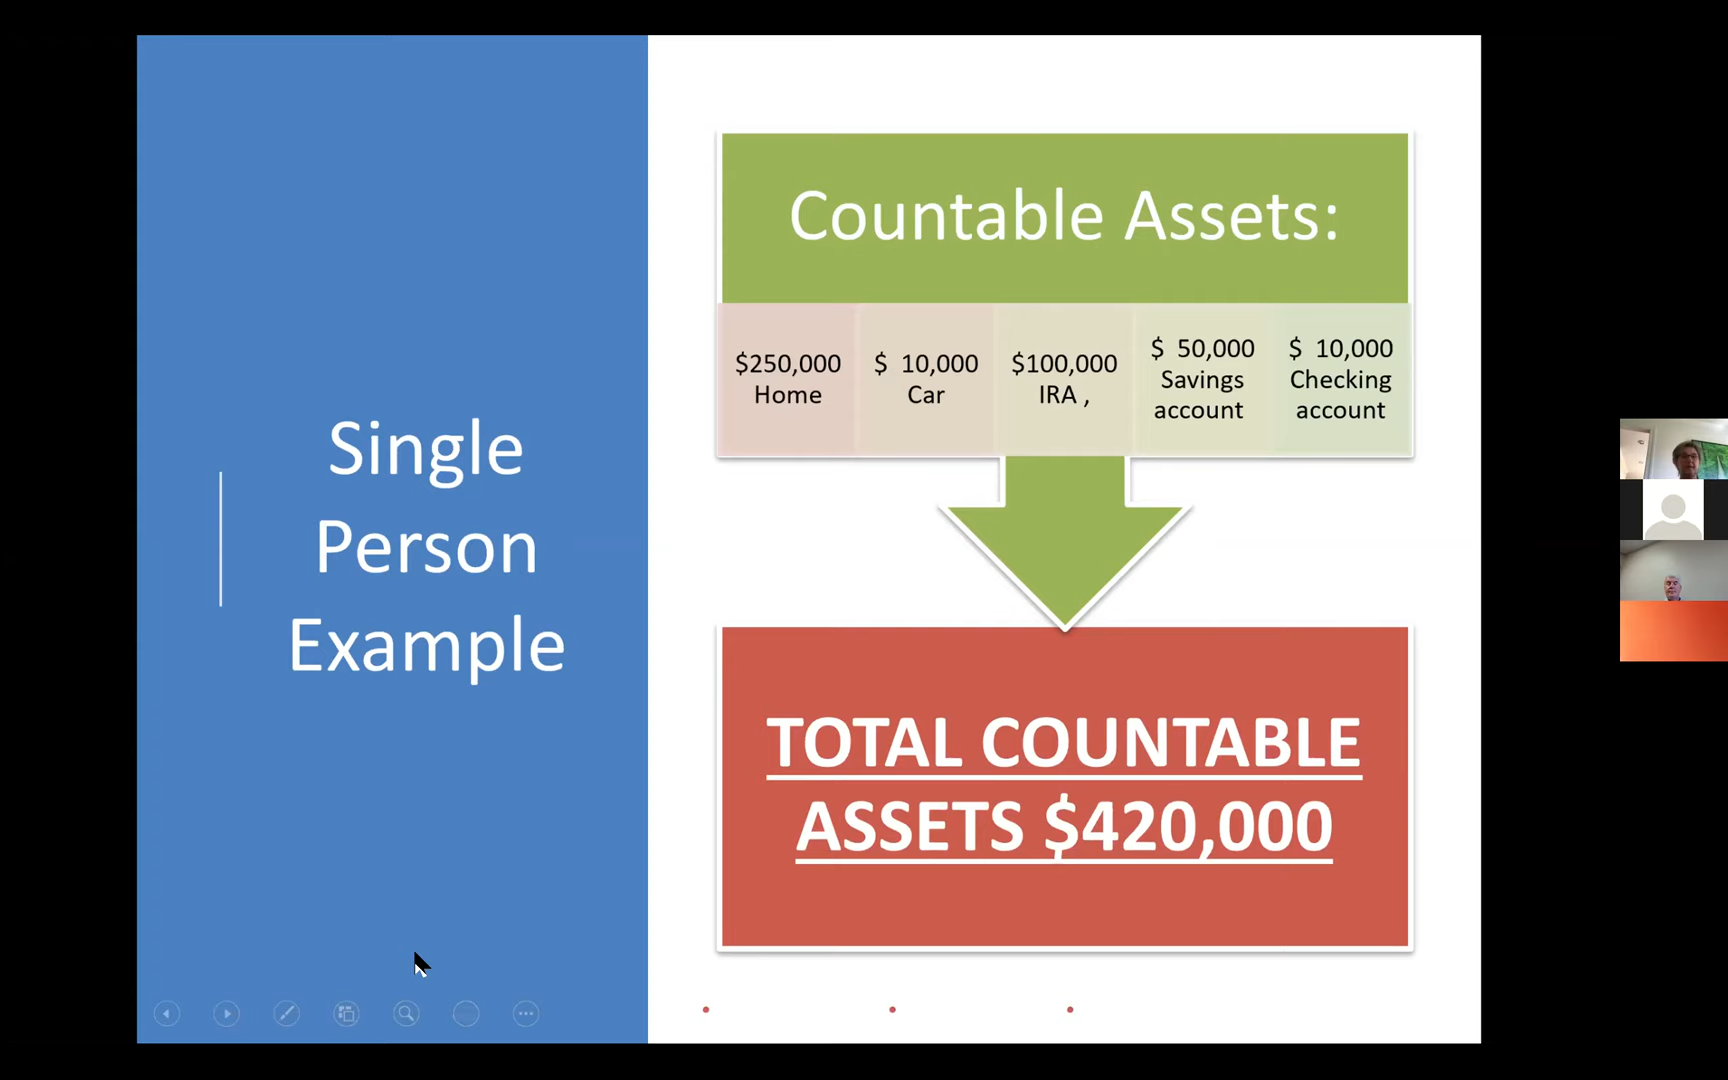 Single
Person
Example
Countable Assets:
$250,000
Home
$ 10,000
Car
$100,000
IRA ,
$ 50,000
Savings
account
$ 10,000
Checking
account
TOTAL COUNTABLE
ASSETS $420,000